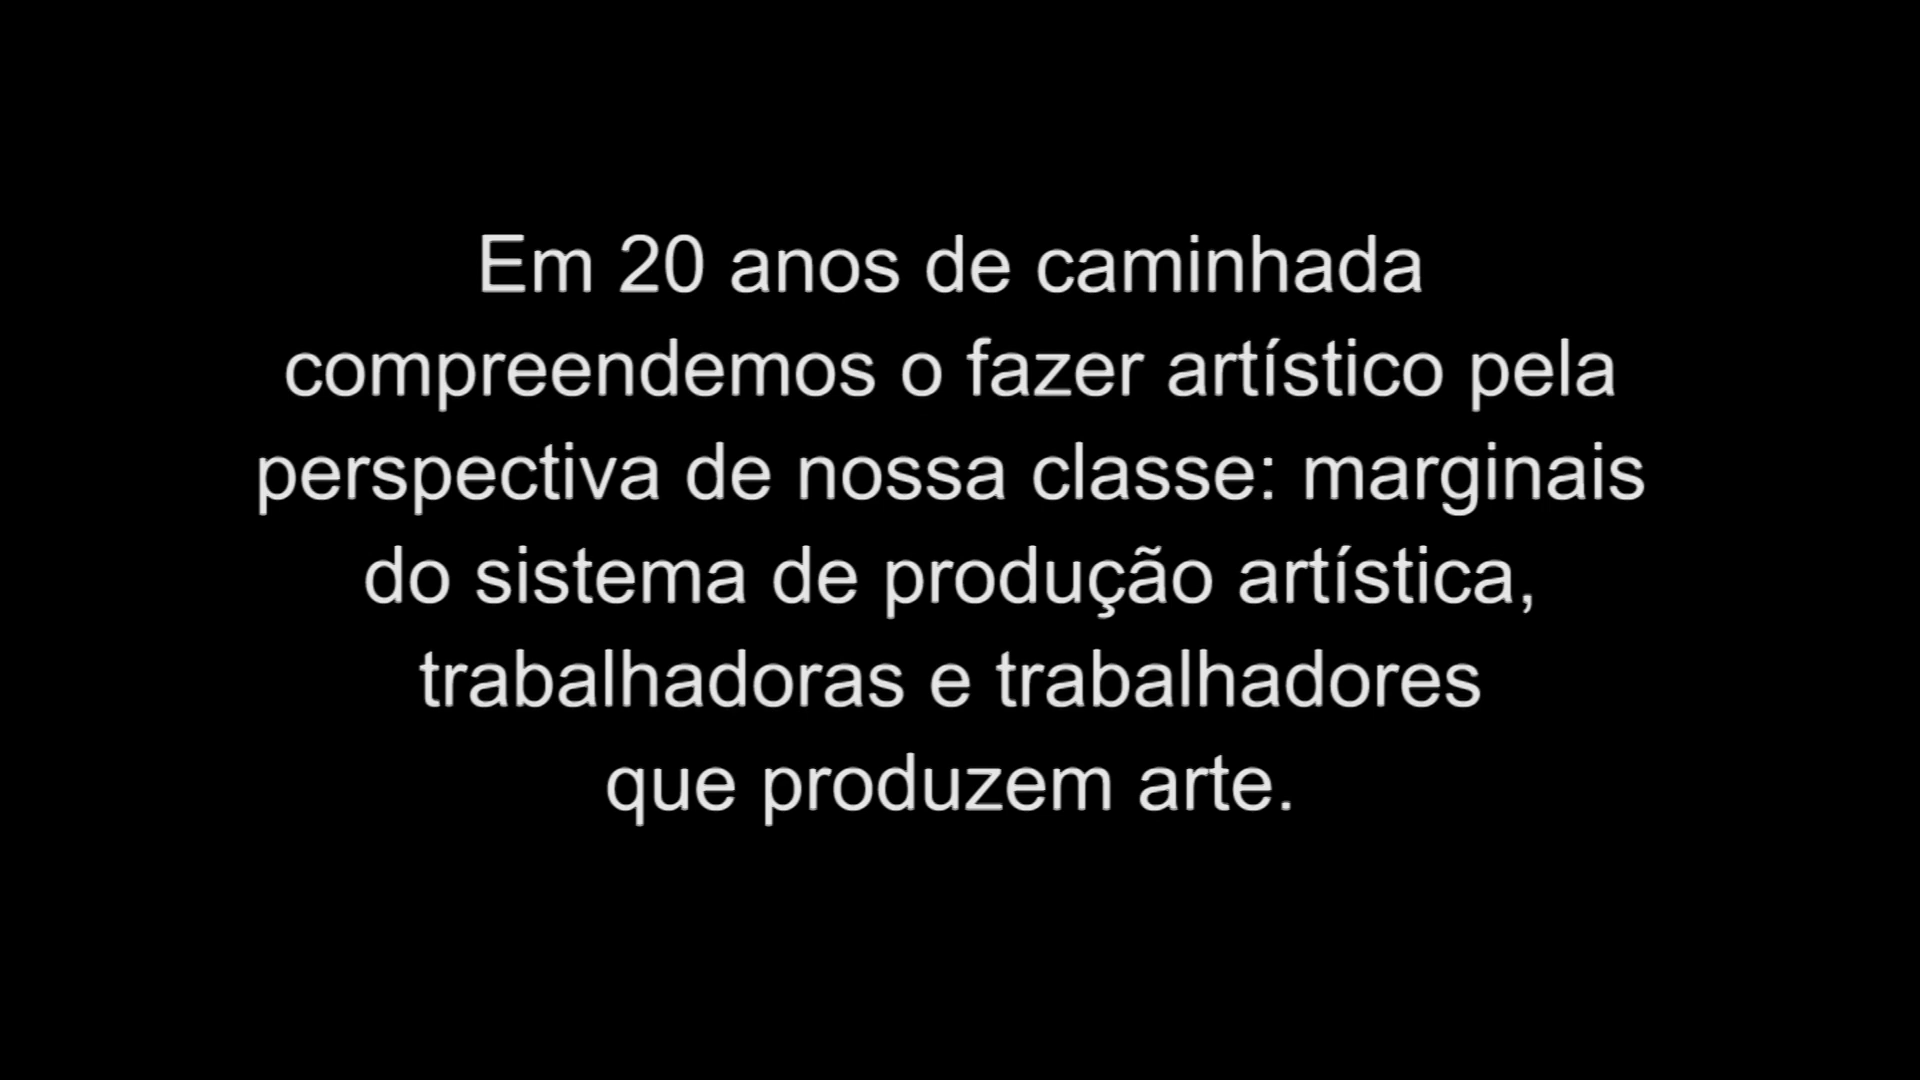 Em 20 anos de caminhada
compreendemos o fazer artístico pela
perspectiva de nossa classe: marginais
do sistema de produção artística,
trabalhadoras e trabalhadores
que produzem arte.